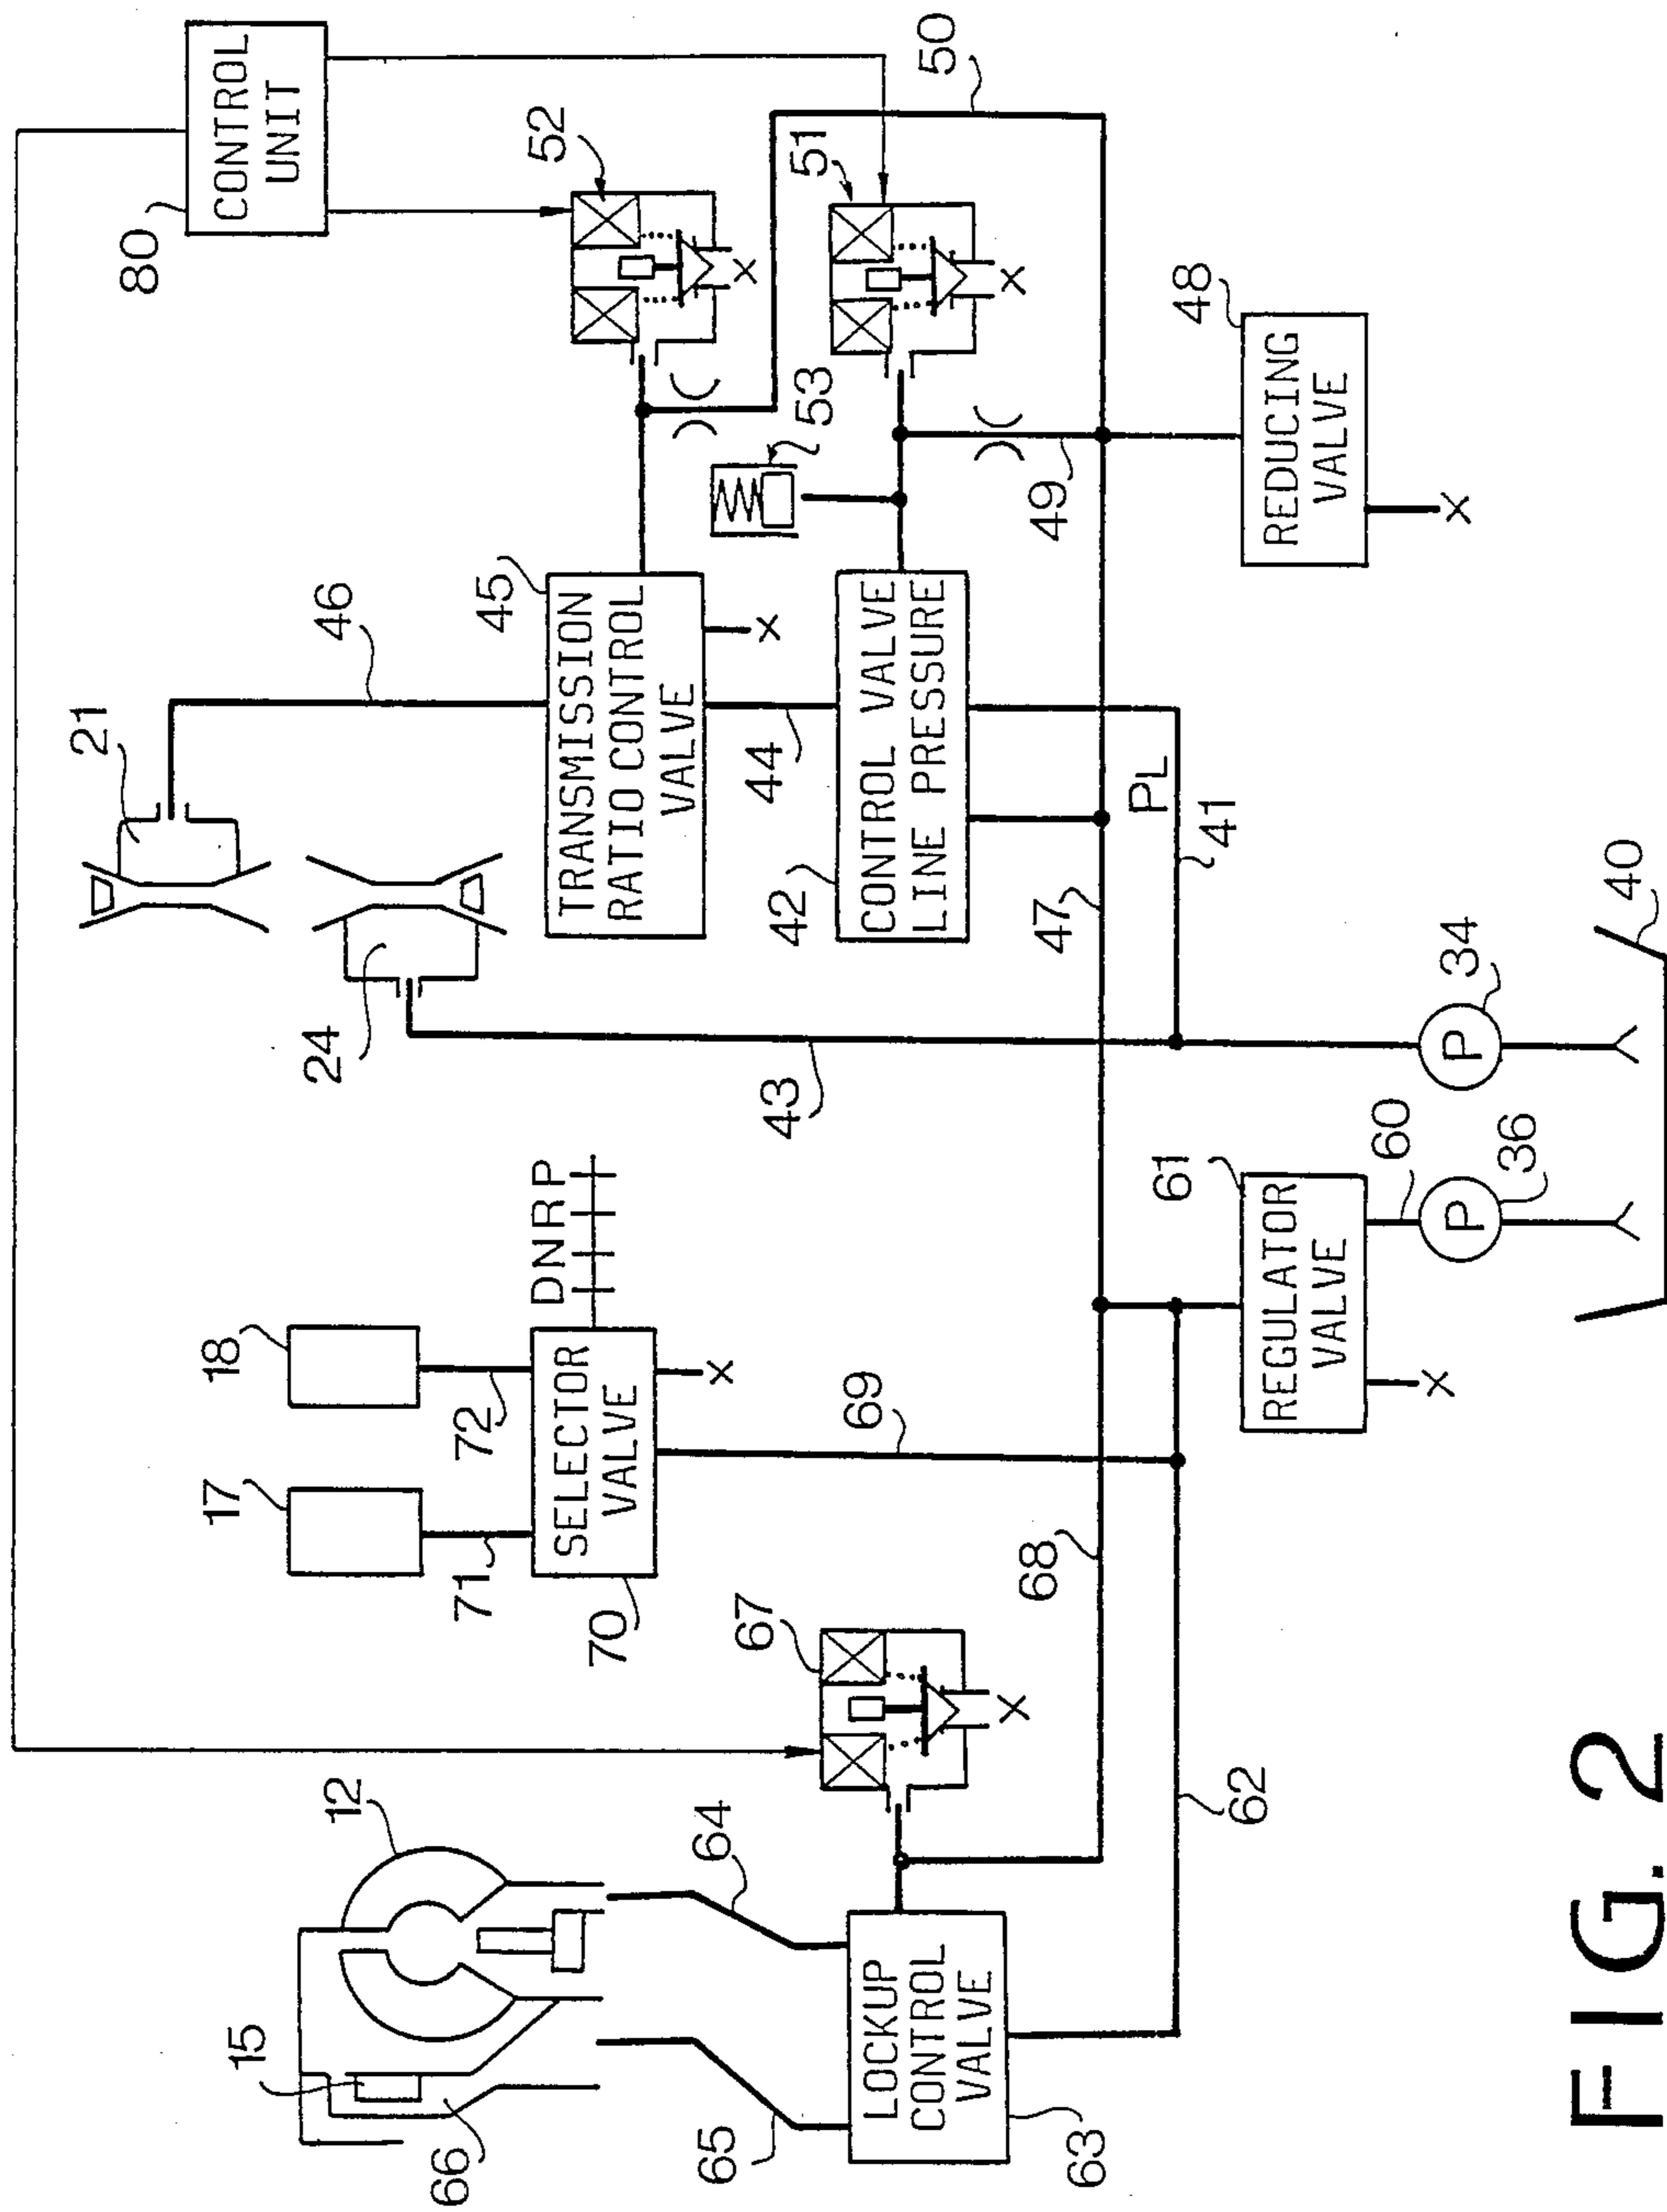 21
80
CONTROL
UNIT
17
18
15
24
12
46
66
71
72
45
52
DNRP
SELECTOR
VALVE
TRANSMISSION
RATIO CONTROL
VALVE
70
65
64
X
X
67
44
X
43
42
51
53
69
LOCKUP
CONTROL
VALVE
CONTROL VALVE
LINE PRESSURE
50
X
X
68
47
49
63
PL
61
48
41
62
REGULATOR
VALVE
REDUCING
VALVE
60
X
X
P
P
34
36
40
FIG. 2